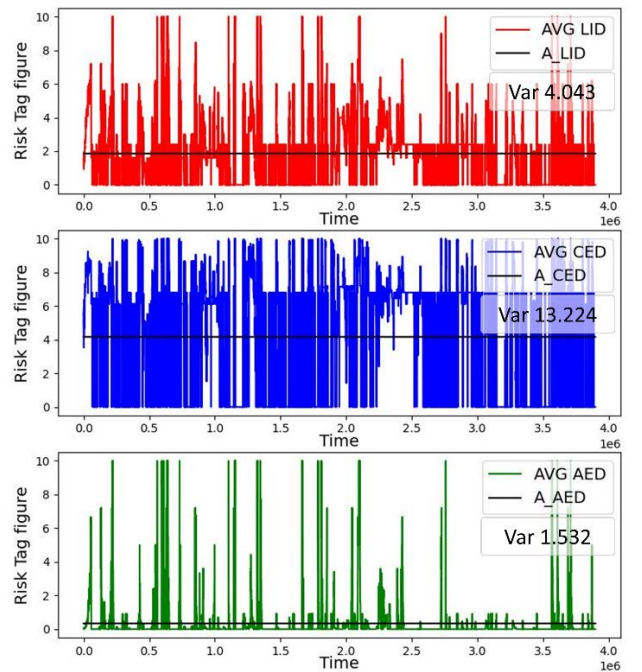 10
8
6
4
2
0
Risk Tag figure
AVG LID
A_LID
Var 4.043
0.0 0.5 1.0 1.5 2.0 2.5 3.0 3.5 4.0
Time
1e6
10
8
6
4
2
0
Risk Tag figure
AVG CED
A_CED
Var 13.224
0.0 0.5 1.0 1.5 2.0 2.5 3.0 3.5 4.0
Time
1e6
10
8
6
4
2
0
Risk Tag figure
AVG AED
A_AED
Var 1.532
0.0 0.5 1.0 1.5 2.0 2.5 3.0 3.5 4.0
Time
1e6